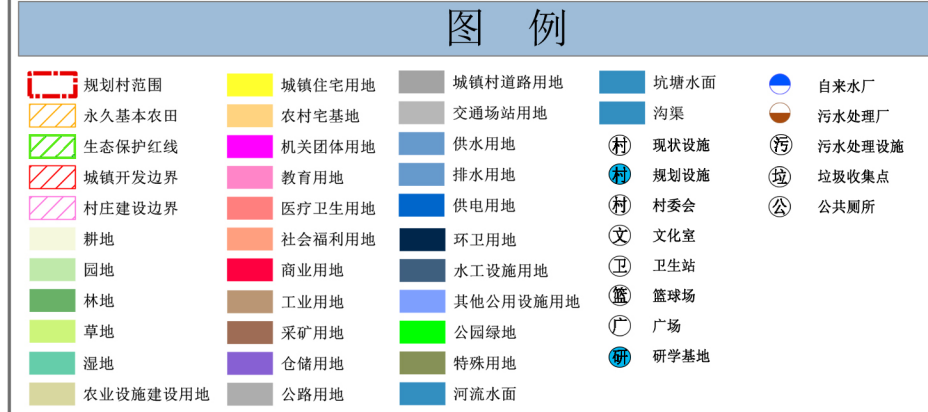 图 例
规划村范围
永久基本农田
生态保护红线
城镇开发边界
村庄建设边界
耕地
园地
林地
草地
湿地
农业设施建设用地
城镇住宅用地
农村宅基地
机关团体用地
教育用地
医疗卫生用地
社会福利用地
商业用地
工业用地
采矿用地
仓储用地
公路用地
城镇村道路用地
交通场站用地
供水用地
排水用地
供电用地
环卫用地
水工设施用地
其他公用设施用地
公园绿地
特殊用地
河流水面
坑塘水面
沟渠
村 现状设施
村 规划设施
村 村委会
文 文化室
卫 卫生站
篮 篮球场
广 广场
研 研学基地
自来水厂
污水处理厂
污 污水处理设施
垃 垃圾收集点
公 公共厕所